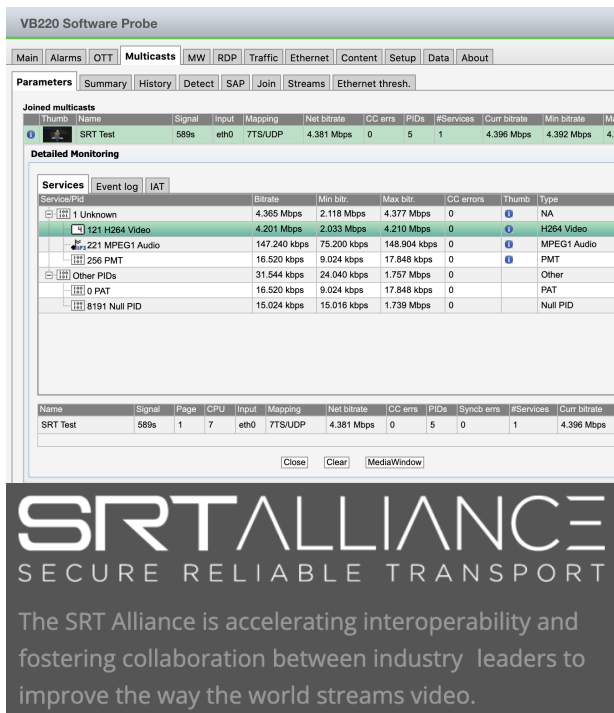 VB220 Software Probe
Main Alarms OTT Multicasts MW RDP Traffic Ethernet Content Setup Data About
Parameters Summary History Detect SAP Join Streams Ethernet thresh.
Joined multicasts
Thumb Name Signal Input Mapping Net bitrate CC errs PIDs #Services Curr bitrate Min bitrate
SRT Test 589s eth0 7TS/UDP 4.381 Mbps 0 5 1 4.396 Mbps 4.392 Mbps 4.
Detailed Monitoring
Services Event log IAT
Service/Pid Bitrate Min bitr. Max bitr. CC errors Thumb Type
1 Unknown 4.365 Mbps 2.118 Mbps 4.377 Mbps 0 NA
121 H264 Video 4.201 Mbps 2.033 Mbps 4.210 Mbps 0 H264 Video
221 MPEG1 Audio 147.240 kbps 75.200 kbps 148.904 kbps 0 MPEG1 Audio
256 PMT 16.520 kbps 9.024 kbps 17.848 kbps 0 PMT
Other PIDs 31.544 kbps 24.040 kbps 1.757 Mbps 0 Other
0 PAT 16.520 kbps 9.024 kbps 17.848 kbps 0 PAT
8191 Null PID 15.024 kbps 15.016 kbps 1.739 Mbps 0 Null PID
Name Signal Page CPU Input Mapping Net bitrate CC errs PIDs Syncb errs #Services Curr bitrate
SRT Test 589s 1 7 eth0 7TS/UDP 4.381 Mbps 0 5 0 1 4.396 Mbps
Close Clear MediaWindow
SRT ALLIANCE
SECURE RELIABLE TRANSPORT
The SRT Alliance is accelerating interoperability and
fostering collaboration between industry leaders to
improve the way the world streams video.